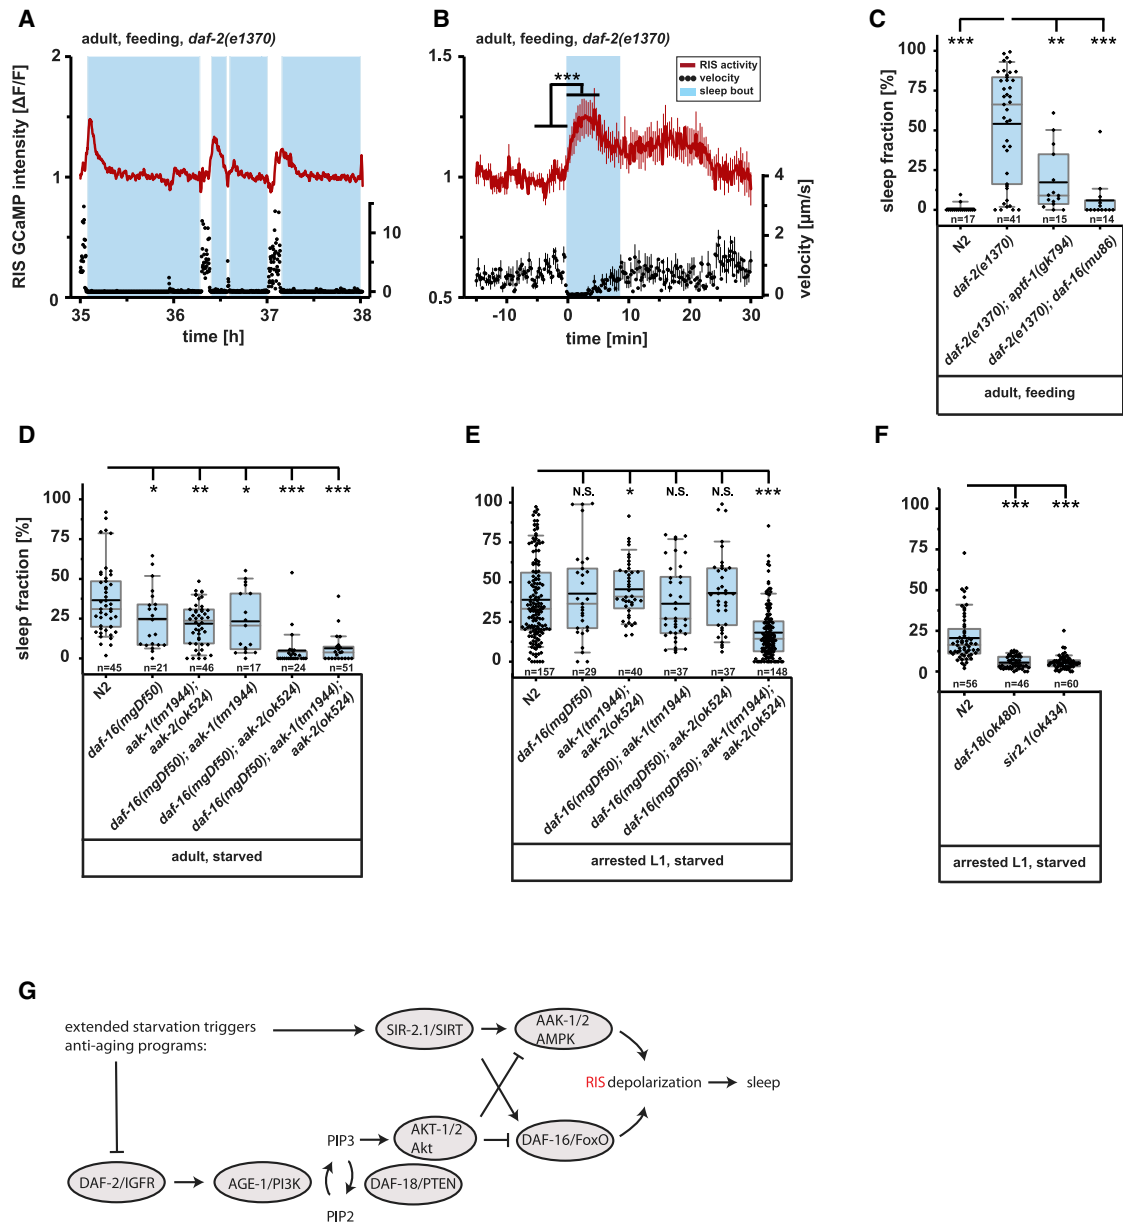 A
adult, feeding, daf-2(e1370)
RIS GCaMP intensity [ΔF/F]
2
1
0
10
5
0
35
36
37
38
time [h]
B
adult, feeding, daf-2(e1370)
***
RIS activity
velocity
sleep bout
1.5
1
0.5
4
2
0
velocity [µm/s]
-10
0
10
20
30
time [min]
C
***
**
***
sleep fraction [%]
100
75
50
25
0
n=17
n=41
n=15
n=14
N2
daf-2(e1370)
daf-2(e1370); aptf-1(gk794)
daf-2(e1370); daf-16(mu86)
adult, feeding
D
*
**
*
***
***
sleep fraction [%]
100
75
50
25
0
n=45
n=21
n=46
n=17
n=24
n=51
N2
daf-16(mgDf50)
aak-1(tm1944);
aak-2(ok524)
daf-16(mgDf50); aak-1(tm1944)
daf-16(mgDf50); aak-2(ok524)
daf-16(mgDf50); aak-1(tm1944);
aak-2(ok524)
adult, starved
E
N.S.
*
N.S.
N.S.
***
100
75
50
25
0
n=157
n=29
n=40
n=37
n=37
n=148
N2
daf-16(mgDf50)
aak-1(tm1944);
aak-2(ok524)
daf-16(mgDf50); aak-1(tm1944)
daf-16(mgDf50); aak-2(ok524)
daf-16(mgDf50); aak-1(tm1944);
aak-2(ok524)
arrested L1, starved
F
***
***
100
75
50
25
0
n=56
n=46
n=60
N2
daf-18(ok480)
sir2.1(ok434)
arrested L1, starved
G
extended starvation triggers
anti-aging programs:
SIR-2.1/SIRT
AAK-1/2
AMPK
RIS depolarization
sleep
PIP3
AKT-1/2
Akt
DAF-16/FoxO
DAF-2/IGFR
AGE-1/PI3K
DAF-18/PTEN
PIP2